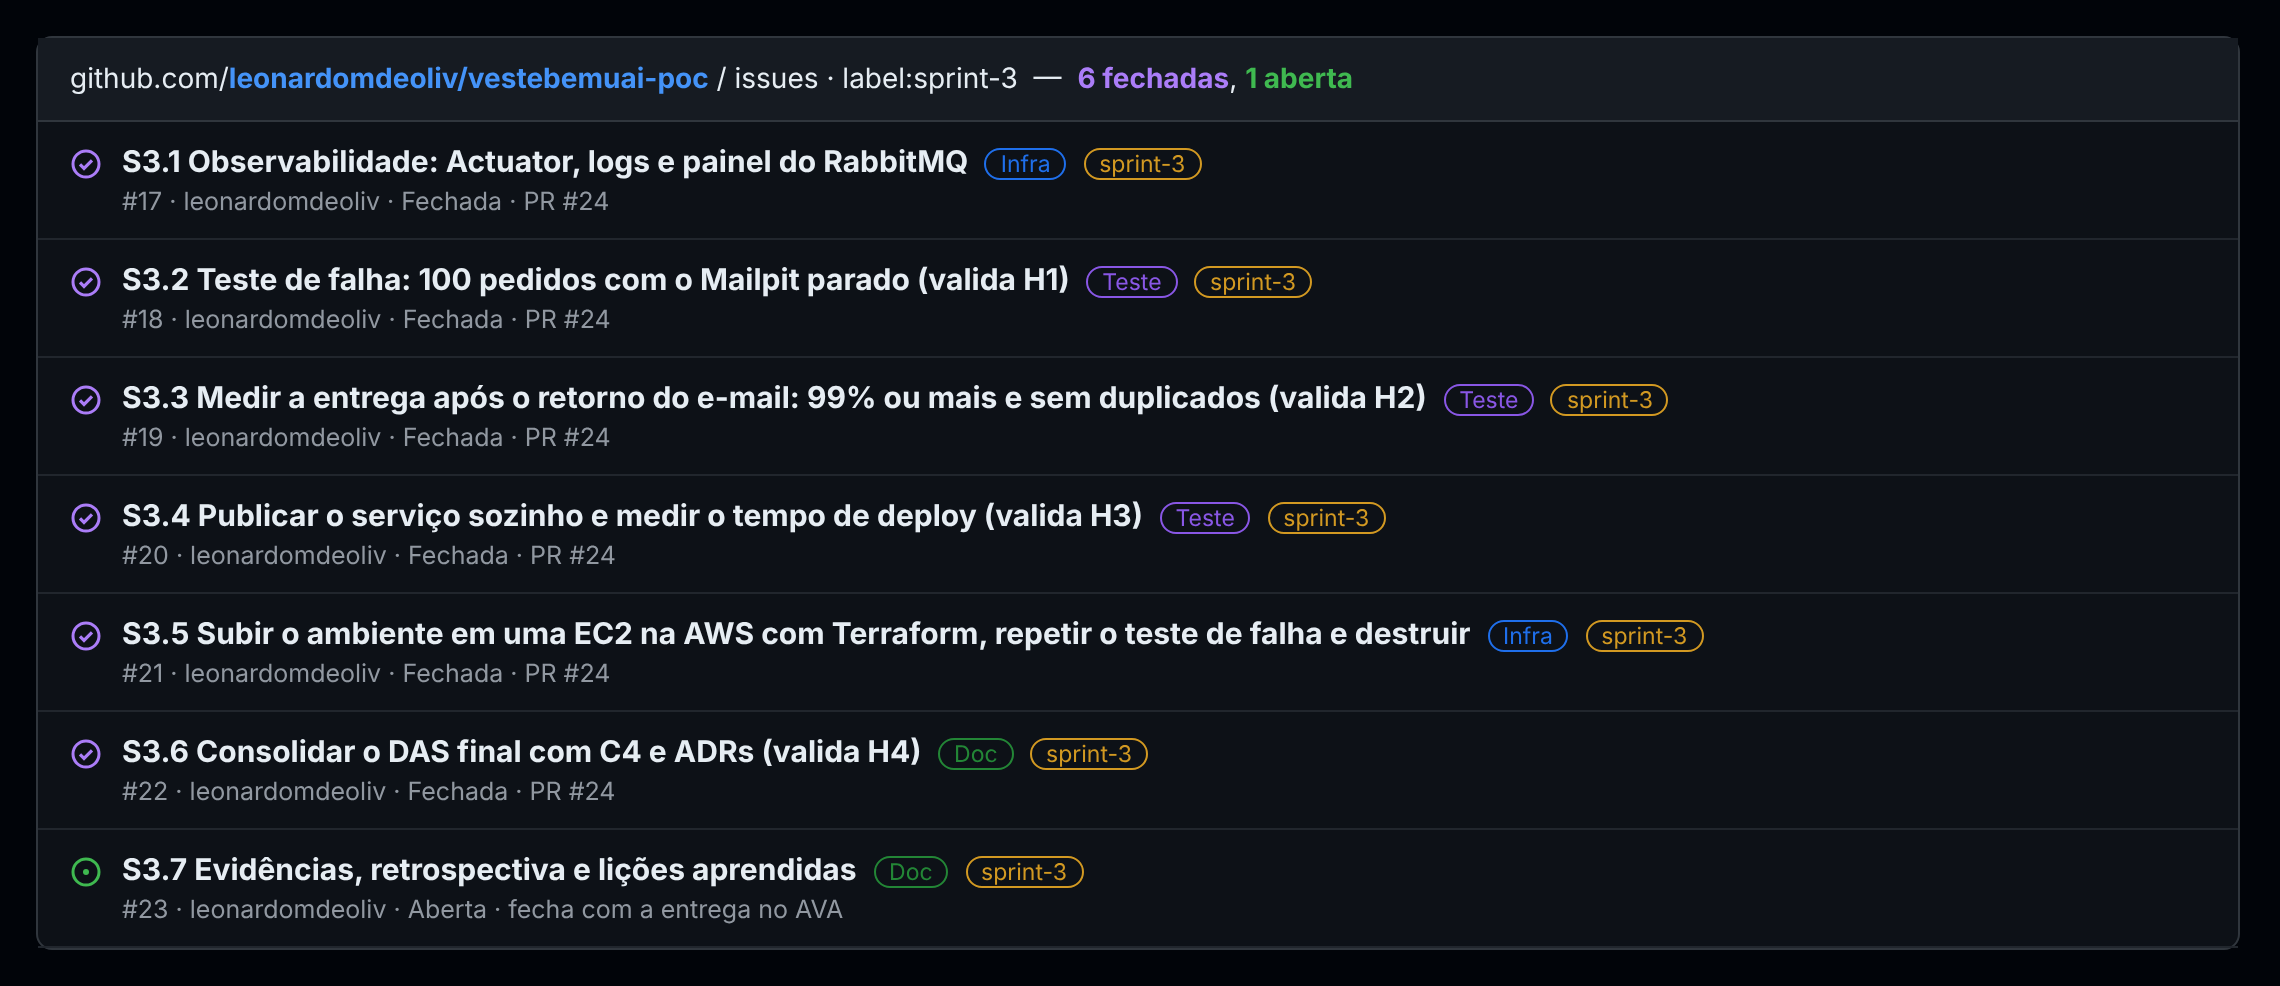 github.com/leonardomdeoliv/vestebemuai-poc / issues · label:sprint-3 — 6 fechadas, 1 aberta
S3.1 Observabilidade: Actuator, logs e painel do RabbitMQ Infra sprint-3
#17 · leonardomdeoliv · Fechada · PR #24
S3.2 Teste de falha: 100 pedidos com o Mailpit parado (valida H1) Teste sprint-3
#18 · leonardomdeoliv · Fechada · PR #24
S3.3 Medir a entrega após o retorno do e-mail: 99% ou mais e sem duplicados (valida H2) Teste sprint-3
#19 · leonardomdeoliv · Fechada · PR #24
S3.4 Publicar o serviço sozinho e medir o tempo de deploy (valida H3) Teste sprint-3
#20 · leonardomdeoliv · Fechada · PR #24
S3.5 Subir o ambiente em uma EC2 na AWS com Terraform, repetir o teste de falha e destruir Infra sprint-3
#21 · leonardomdeoliv · Fechada · PR #24
S3.6 Consolidar o DAS final com C4 e ADRs (valida H4) Doc sprint-3
#22 · leonardomdeoliv · Fechada · PR #24
S3.7 Evidências, retrospectiva e lições aprendidas Doc sprint-3
#23 · leonardomdeoliv · Aberta · fecha com a entrega no AVA